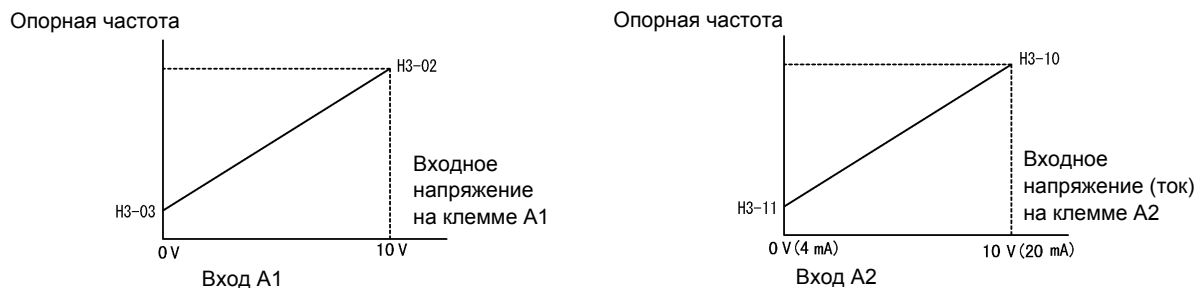 Опорная частота
H3-02
Входное
напряжение
на клемме A1
H3-03
0 V
10 V
Вход A1
Опорная частота
H3-10
Входное
напряжение (ток)
на клемме A2
H3-11
0 V (4 mA)
10 V (20 mA)
Вход A2